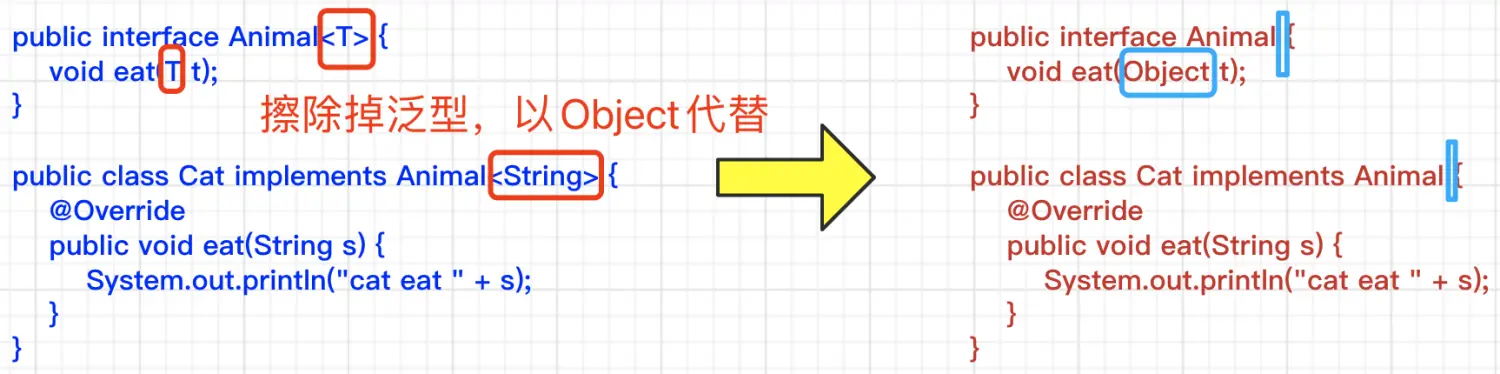 public interface Animal<T> {
void eat(T t);
}
擦除掉泛型，以Object代替
public class Cat implements Animal<String> {
@Override
public void eat(String s) {
System.out.println("cat eat " + s);
}
}
public interface Animal {
void eat(Object t);
}
public class Cat implements Animal {
@Override
public void eat(String s) {
System.out.println("cat eat " + s);
}
}